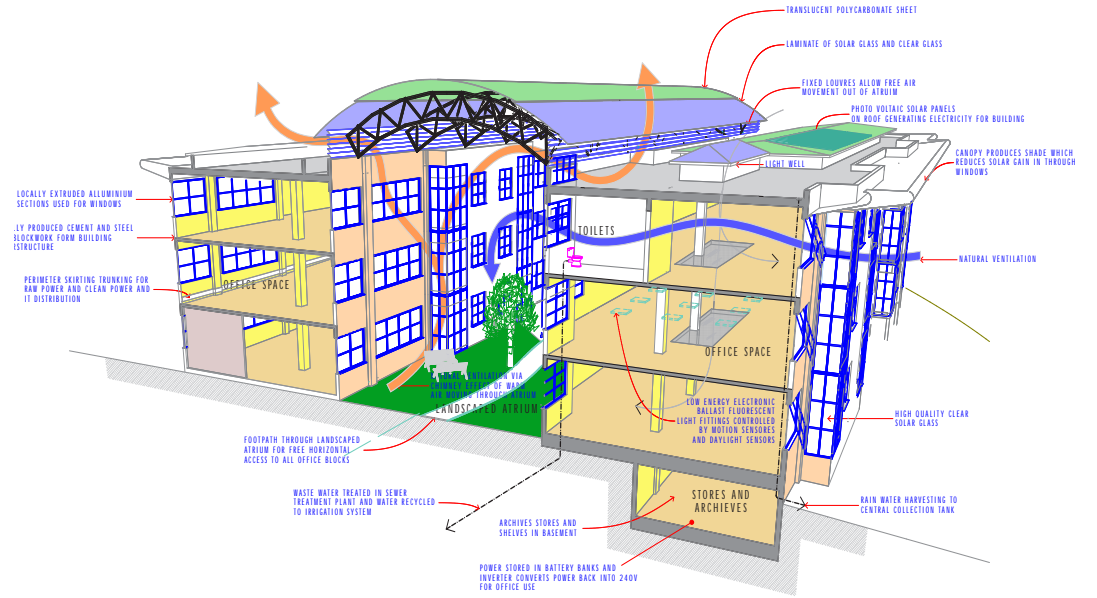 TRANSLUCENT POLYCARBONATE SHEET
LAMINATE OF SOLAR GLASS AND CLEAR GLASS
FIXED LOUVRES ALLOW FREE AIR
MOVEMENT OUT OF ATRUIM
PHOTO VOLTAIC SOLAR PANELS
ON ROOF GENERATING ELECTRICITY FOR BUILDING
CANOPY PRODUCES SHADE WHICH
REDUCES SOLAR GAIN IN THROUGH
WINDOWS
LIGHT WELL
LOCALLY EXTRUDED ALLUMINIUM
SECTIONS USED FOR WINDOWS
.LY PRODUCED CEMENT AND STEEL
BLOCKWORK FORM BUILDING
ISTRUCTURE
PERIMETER SKIRTING TRUNKING FOR
RAW POWER AND CLEAN POWER AND
IT DISTRIBUTION
OFFICE SPACE
TOILETS
NATURAL VENTILATION
OFFICE SPACE
VENTILATION VIA
CHIMNEY EFFECT OF WARM
AIR MOVING THROUGH ATRIUM
LANDSCAPED ATRIUM
LOW ENERGY ELECTRONIC
BALLAST FLUORESCENT
LIGHT FITTINGS CONTROLLED
BY MOTION SENSORES
AND DAYLIGHT SENSORS
HIGH QUALITY CLEAR
SOLAR GLASS
FOOTPATH THROUGH LANDSCAPED
ATRIUM FOR FREE HORIZONTAL
ACCESS TO ALL OFFICE BLOCKS
WASTE WATER TREATED IN SEWER
TREATMENT PLANT AND WATER RECYCLED
TO IRRIGATION SYSTEM
STORES AND
ARCHIEVES
RAIN WATER HARVESTING TO
CENTRAL COLLECTION TANK
ARCHIVES STORES AND
SHELVES IN BASEMENT
POWER STORED IN BATTERY BANKS AND
INVERTER CONVERTS POWER BACK INTO 240V
FOR OFFICE USE